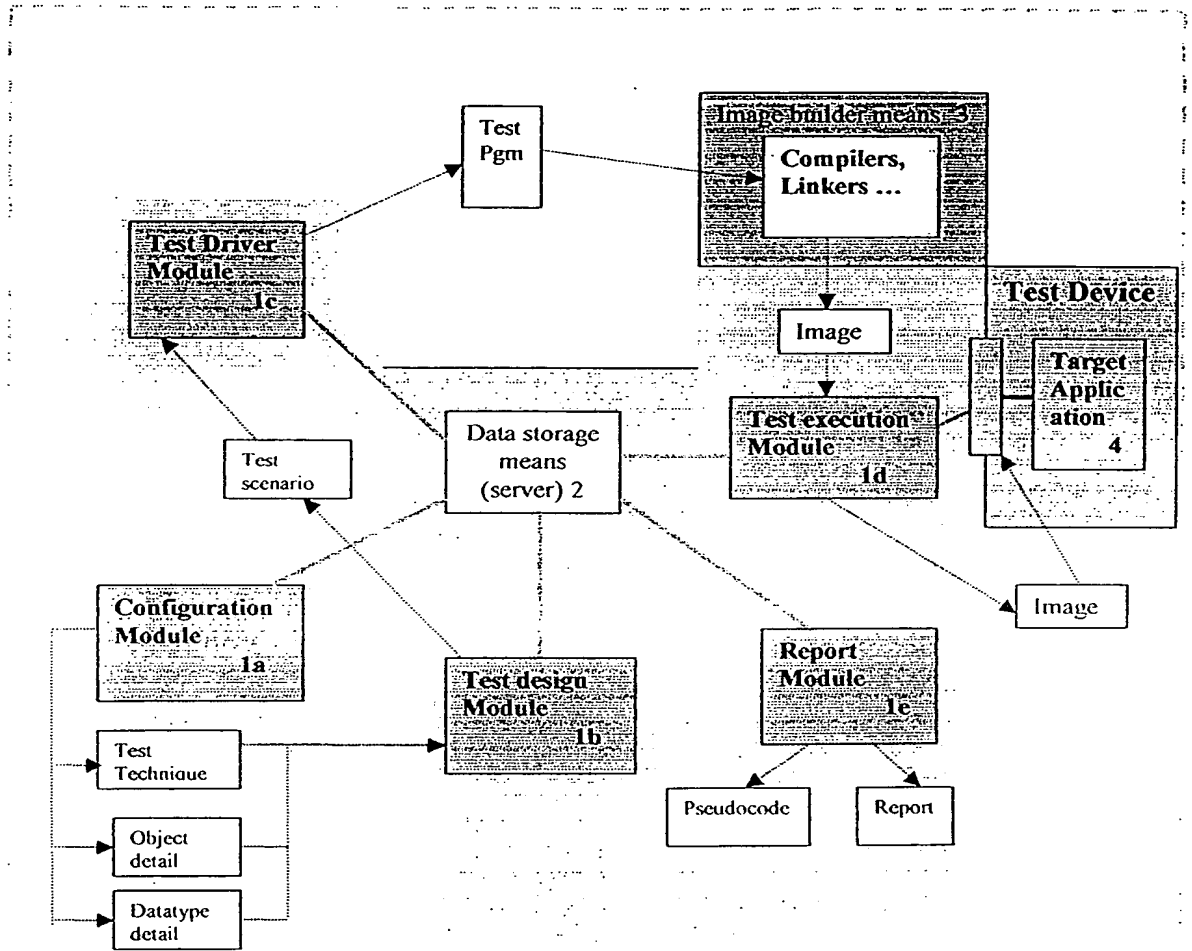 Test
Pgm
Image builder means 3
Compilers,
Linkers ...
Test Driver
Module
1c
Test Device
Image
Target
Applic
ation
4
Test execution
Module
1d
Data storage
means
(server) 2
Test
scenario
Configuration
Module
1a
Image
Test design
Module
1b
Report
Module
1e
Test
Technique
Pseudocode
Report
Object
detail
Datatype
detail